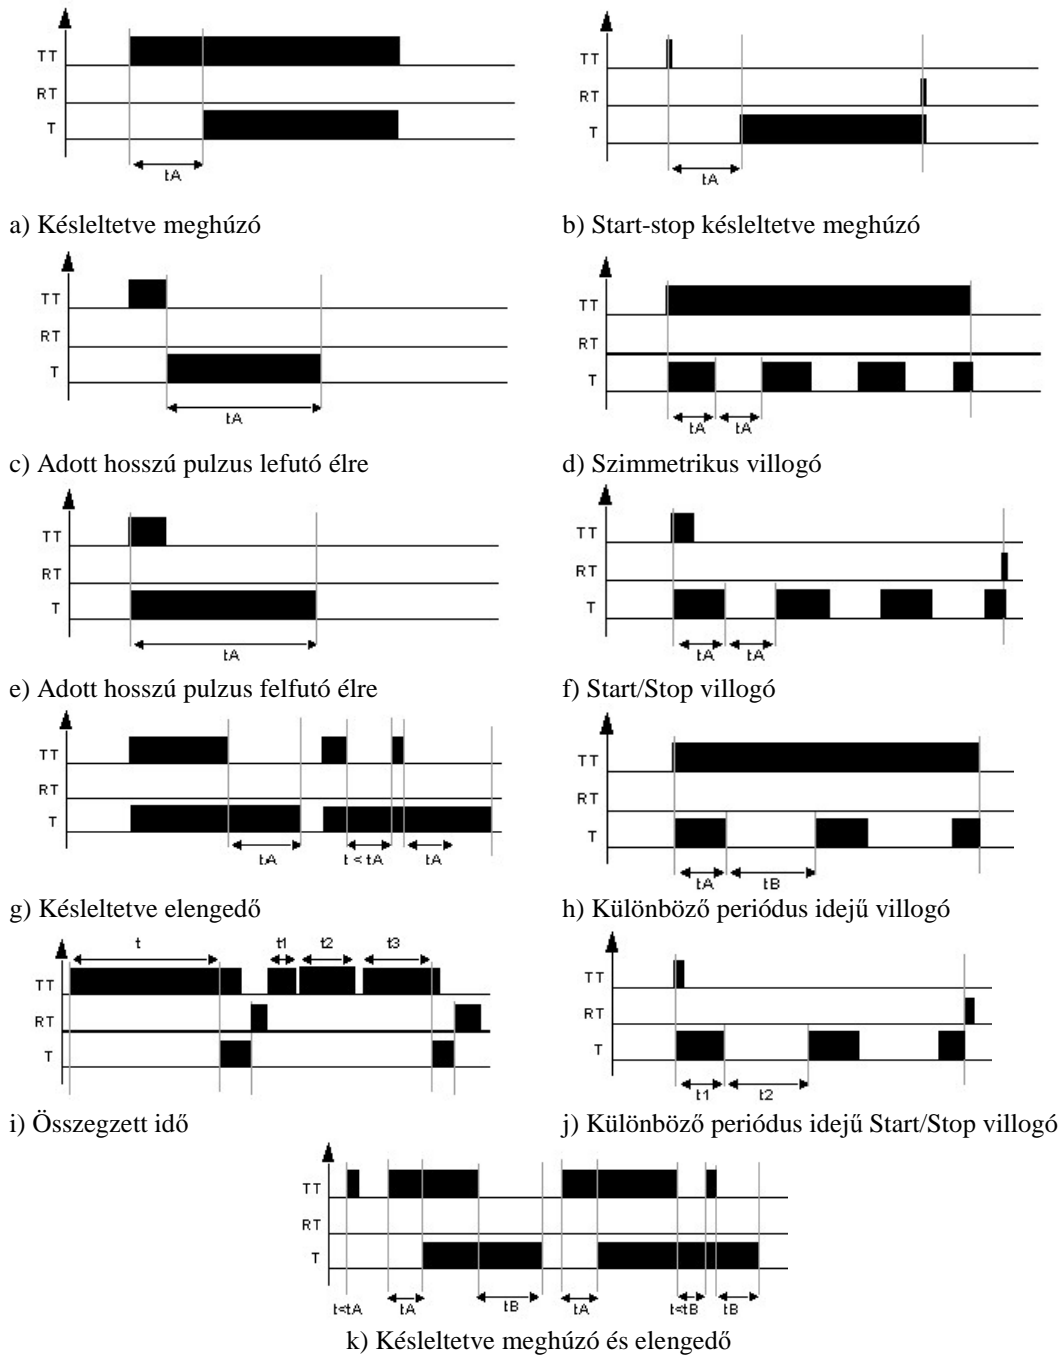 TT
RT
T
tA
a) Késleltetve meghúzó
TT
RT
T
tA
b) Start-stop késleltetve meghúzó
TT
RT
T
tA
c) Adott hosszú pulzus lefutó élre
TT
RT
T
tA tA
d) Szimmetrikus villogó
TT
RT
T
tA
e) Adott hosszú pulzus felfutó élre
TT
RT
T
tA tA
f) Start/Stop villogó
TT
RT
T
tA t < tA tA
g) Késleltetve elengedő
TT
RT
T
tA tB
h) Különböző periódus idejű villogó
t t1 t2 t3
TT
RT
T
i) Összegzett idő
TT
RT
T
t1 t2
j) Különböző periódus idejű Start/Stop villogó
TT
RT
T
t<tA tA tB tA t<tB tB
k) Késleltetve meghúzó és elengedő